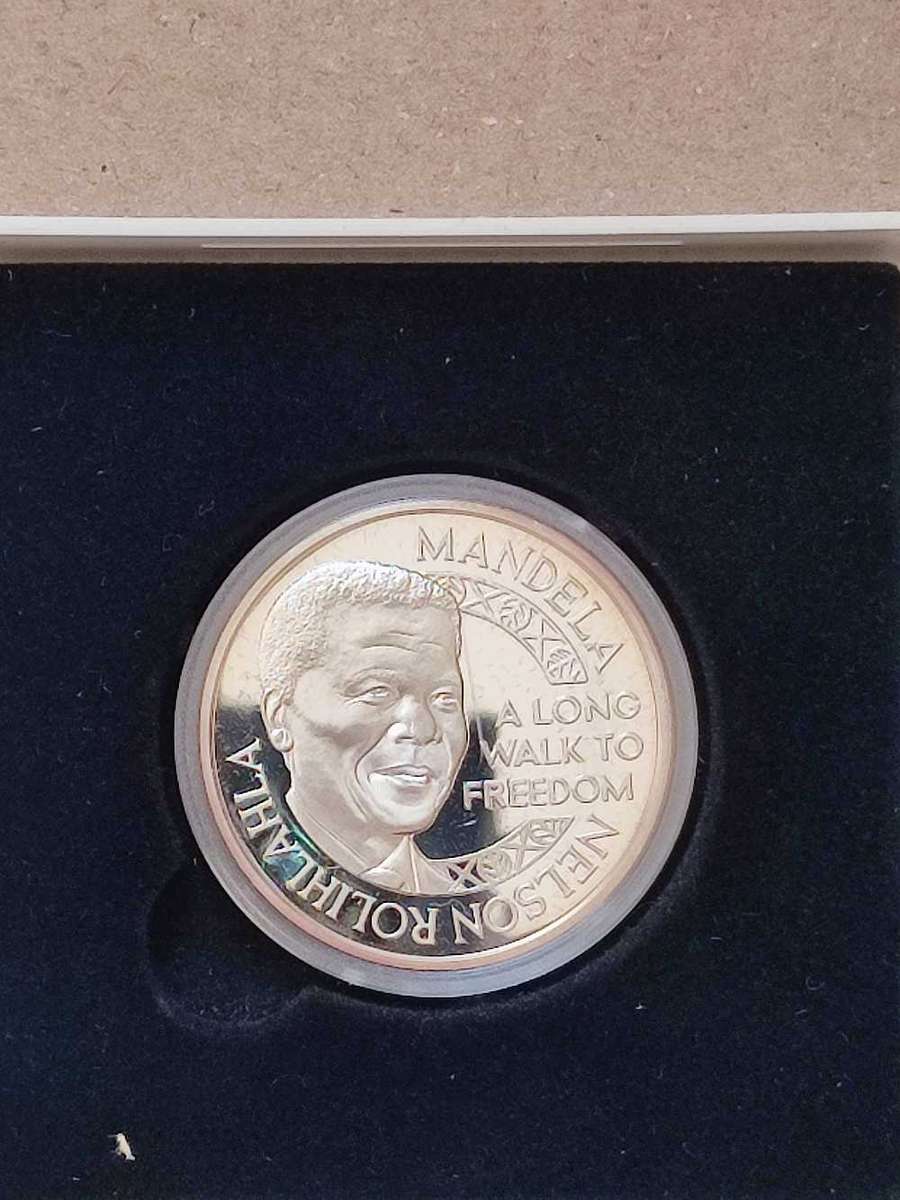 NELSON ROLIHLAHLA
MANDELA
A LONG
WALK TO
FREEDOM